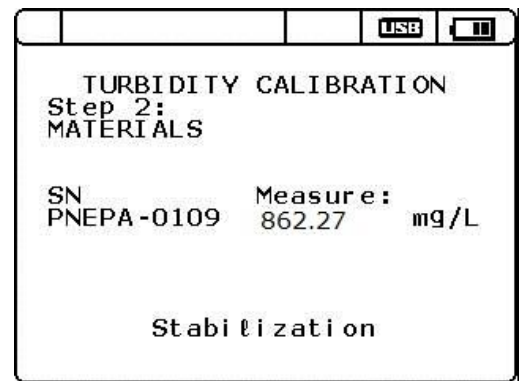 USB
TURBIDITY CALIBRATION
Step 2:
MATERIALS
SN Measure:
PNEPA-0109 862.27 mg/L
Stabilization